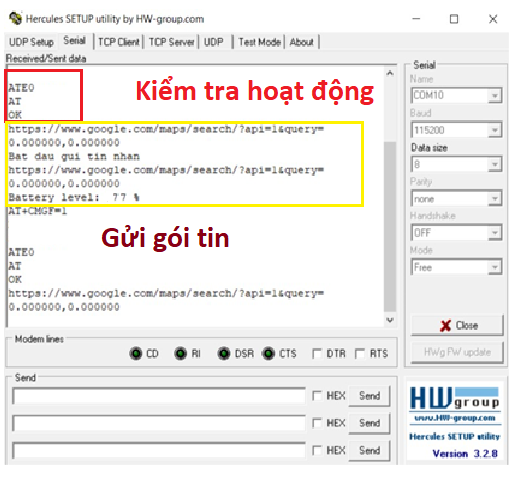 Hercules SETUP utility by HW-group.com
UDP Setup Serial TCP Client TCP Server UDP Test Mode About
Received/Sent data
ATE0
AT
OK
Kiểm tra hoạt động
https://www.google.com/maps/search/?api=1&query=
0.000000,0.000000
Bat dau gui tin nhan
https://www.google.com/maps/search/?api=1&query=
0.000000,0.000000
Battery level: 77 %
AT+CMGF=1
Gửi gói tin
ATE0
AT
OK
https://www.google.com/maps/search/?api=1&query=
0.000000,0.000000
Serial
Name
COM10
Baud
115200
Data size
8
Parity
none
Handshake
OFF
Mode
Free
Close
HWg FW update
Modem lines
CD RI DSR CTS DTR RTS
Send
HEX Send
HEX Send
HEX Send
HW group
www.HW-group.com
Hercules SETUP utility
Version 3.2.8